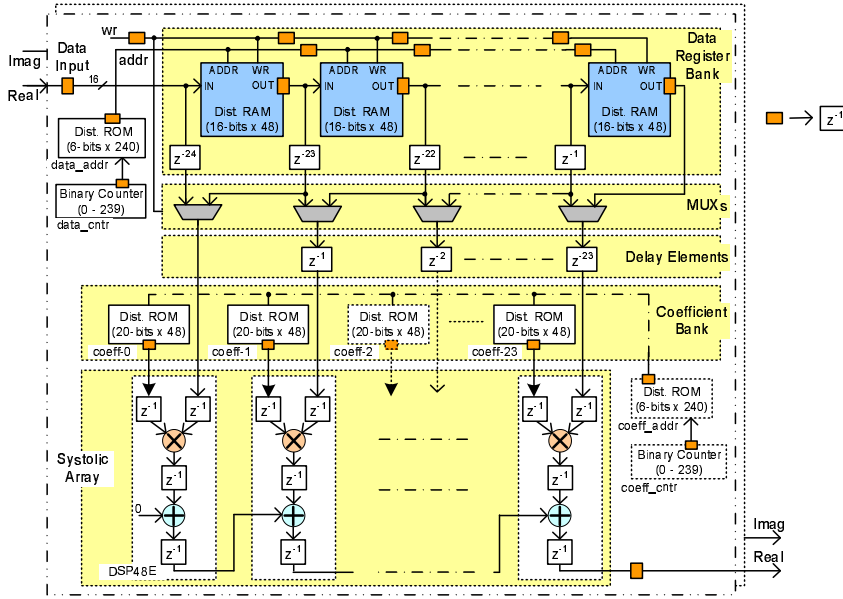 wr
addr
Imag
Real
Data
Input
16
Data
Register
Bank
ADDR WR
IN OUT
Dist. RAM
(16-bits x 48)
ADDR WR
IN OUT
Dist. RAM
(16-bits x 48)
ADDR WR
IN OUT
Dist. RAM
(16-bits x 48)
z-1
Dist. ROM
(6-bits x 240)
data_addr
Binary Counter
(0 - 239)
data_cntr
z-24
z-23
z-22
z-1
MUXs
z-1
z-2
z-23
Delay Elements
Dist. ROM
(20-bits x 48)
coeff-0
Dist. ROM
(20-bits x 48)
coeff-1
Dist. ROM
(20-bits x 48)
coeff-2
Dist. ROM
(20-bits x 48)
coeff-23
Coefficient
Bank
Dist. ROM
(6-bits x 240)
coeff_addr
Binary Counter
(0 - 239)
coeff_cntr
Systolic
Array
z-1 z-1
z-1
0
z-1
DSP48E
z-1 z-1
z-1
z-1
z-1 z-1
z-1
z-1
Imag
Real